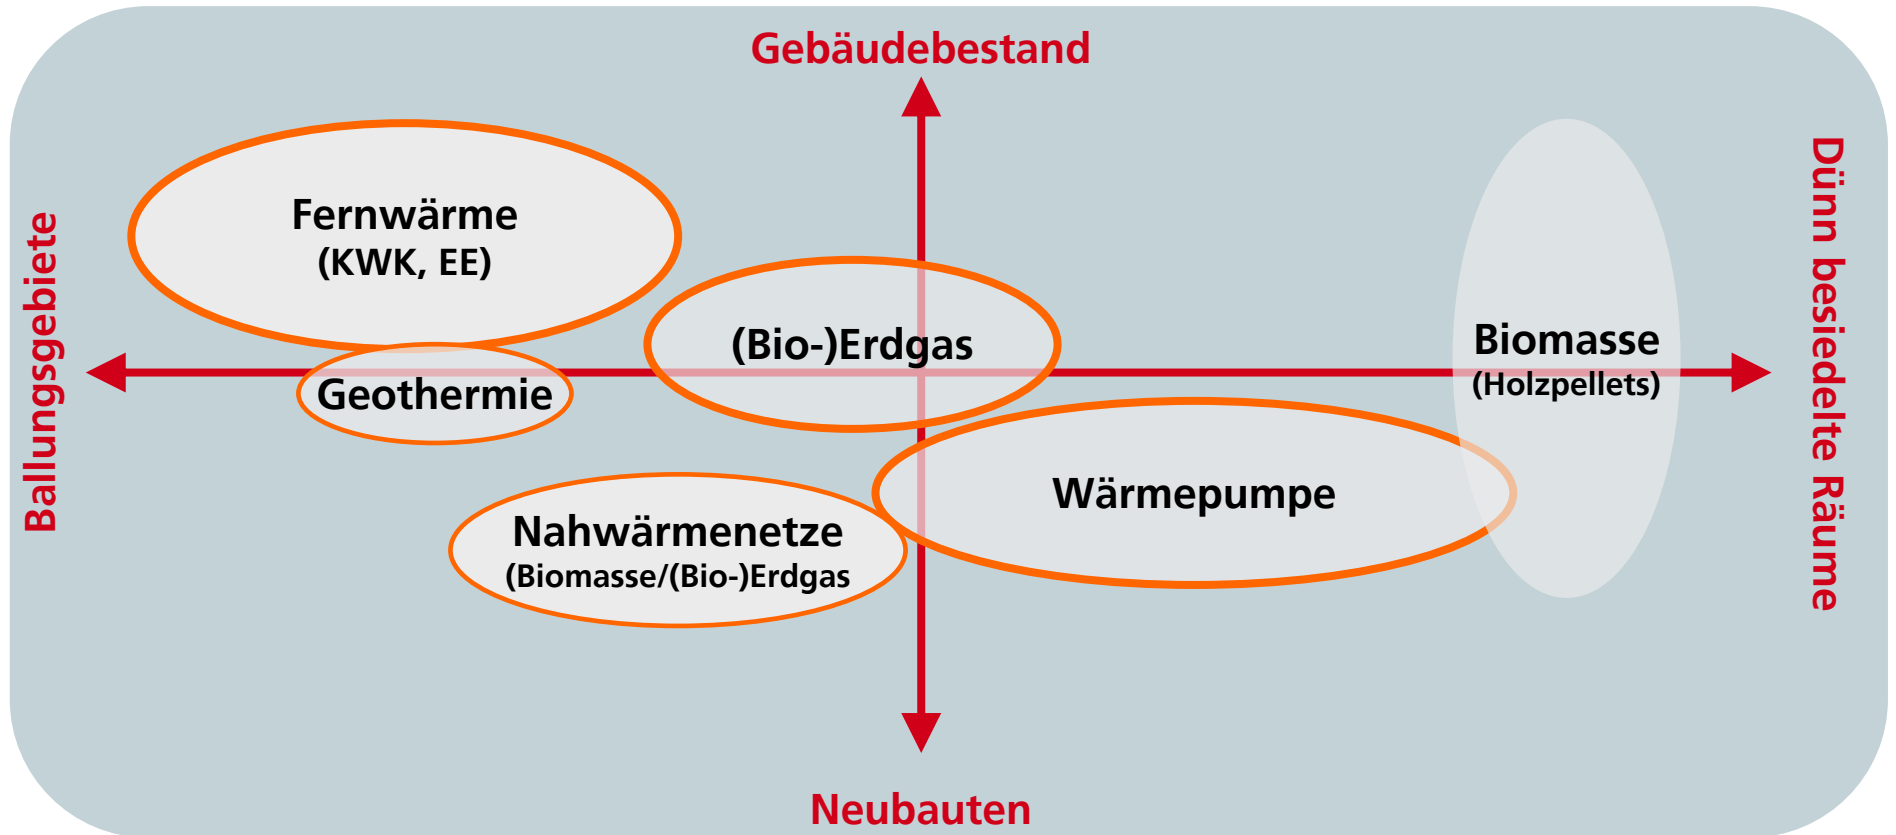 Gebäudebestand
Ballungsgebiete
Fernwärme
(KWK, EE)
Geothermie
(Bio-)Erdgas
Nahwärmenetze
(Biomasse/(Bio-)Erdgas
Wärmepumpe
Biomasse
(Holzpellets)
Dünn besiedelte Räume
Neubauten